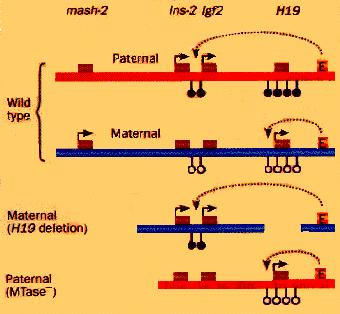 mash-2 Ins-2 Igf2 H19
Paternal
E
Wild
type
Maternal
E
Maternal
(H19 deletion)
E
Paternal
(MTase⁻)
E